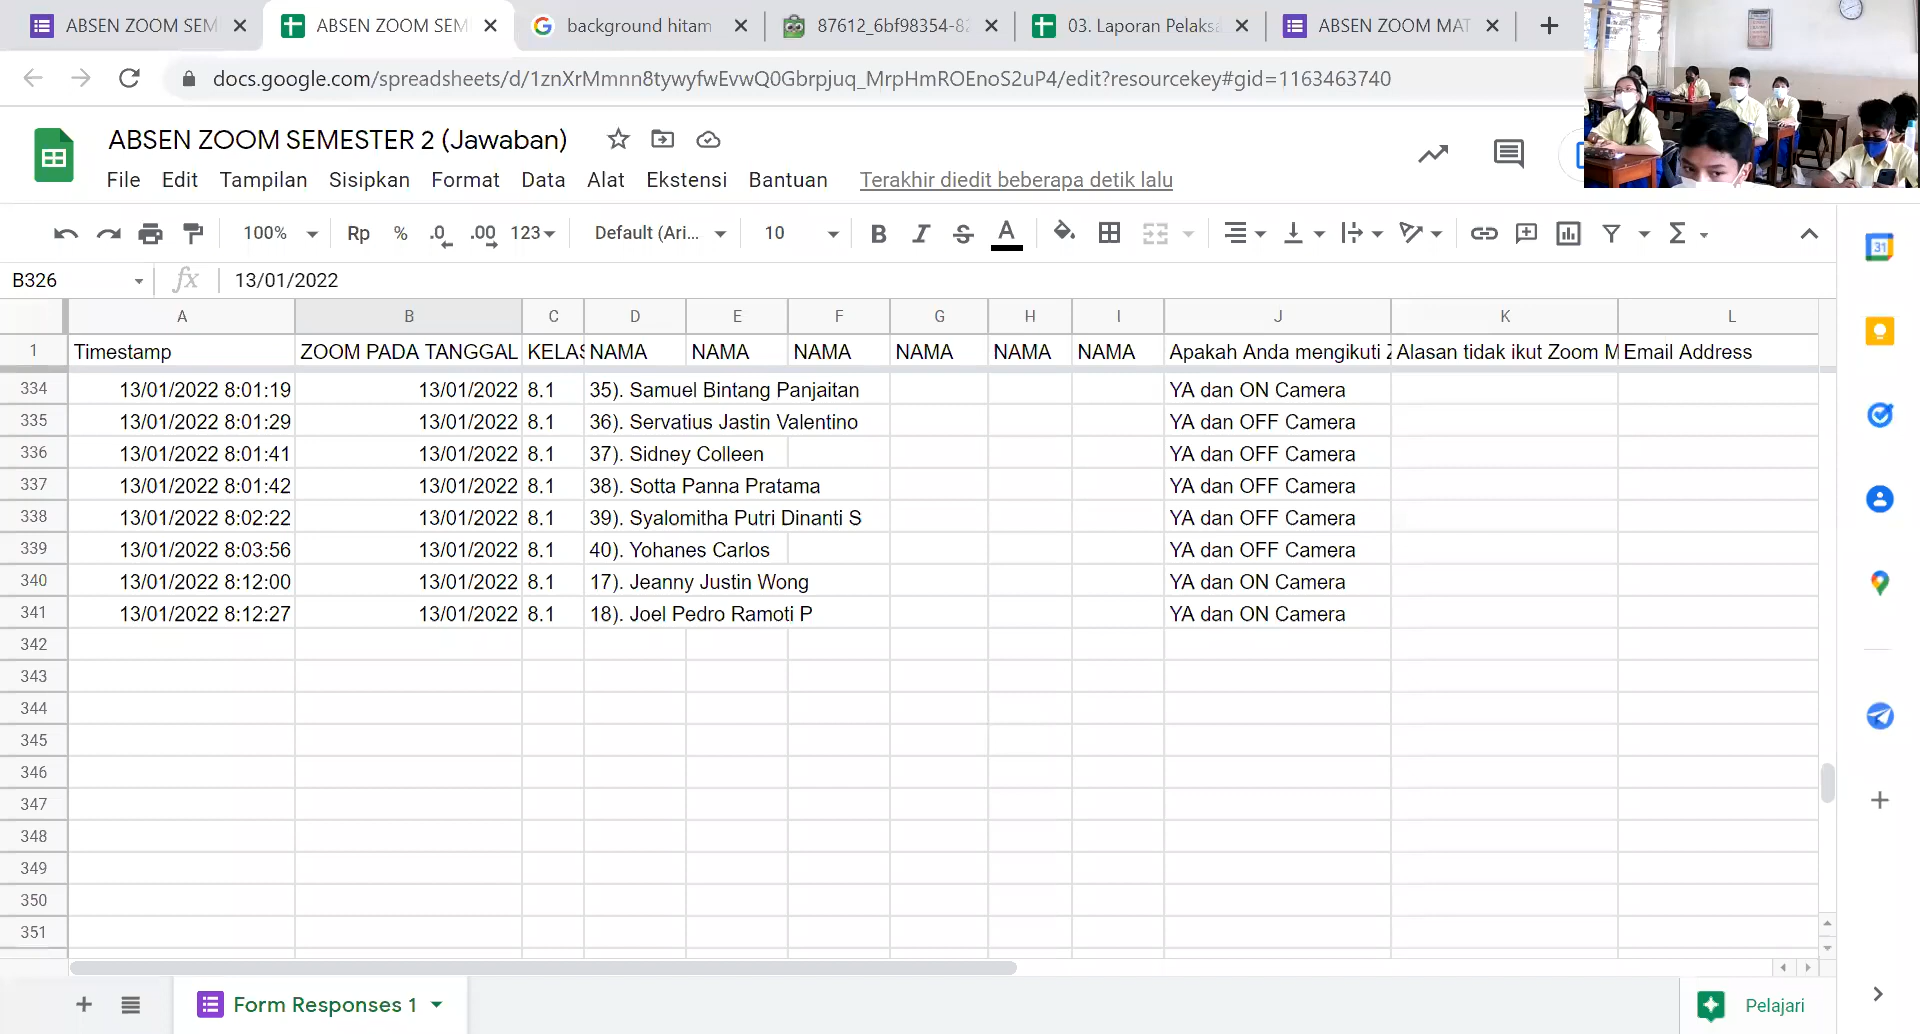 ABSEN ZOOM SEM
ABSEN ZOOM SEM
background hitam
87612_6bf98354-82
03. Laporan Pelaksa
ABSEN ZOOM MAT
docs.google.com/spreadsheets/d/1znXrMmnn8tywyfwEvwQ0Gbrpjuq_MrpHmROEnoS2uP4/edit?resourcekey#gid=1163463740
ABSEN ZOOM SEMESTER 2 (Jawaban)
File Edit Tampilan Sisipkan Format Data Alat Ekstensi Bantuan Terakhir diedit beberapa detik lalu
100% Rp % .0 .00 123 Default (Ari... 10 B I S A Σ
B326 fx 13/01/2022
A B C D E F G H I J K L
1 Timestamp ZOOM PADA TANGGAL KELAS NAMA NAMA NAMA NAMA NAMA NAMA Apakah Anda mengikuti Z Alasan tidak ikut Zoom M Email Address
334 13/01/2022 8:01:19 13/01/2022 8.1 35). Samuel Bintang Panjaitan YA dan ON Camera
335 13/01/2022 8:01:29 13/01/2022 8.1 36). Servatius Jastin Valentino YA dan OFF Camera
336 13/01/2022 8:01:41 13/01/2022 8.1 37). Sidney Colleen YA dan OFF Camera
337 13/01/2022 8:01:42 13/01/2022 8.1 38). Sotta Panna Pratama YA dan OFF Camera
338 13/01/2022 8:02:22 13/01/2022 8.1 39). Syalomitha Putri Dinanti S YA dan OFF Camera
339 13/01/2022 8:03:56 13/01/2022 8.1 40). Yohanes Carlos YA dan OFF Camera
340 13/01/2022 8:12:00 13/01/2022 8.1 17). Jeanny Justin Wong YA dan ON Camera
341 13/01/2022 8:12:27 13/01/2022 8.1 18). Joel Pedro Ramoti P YA dan ON Camera
342
343
344
345
346
347
348
349
350
351
Form Responses 1
Pelajari
31